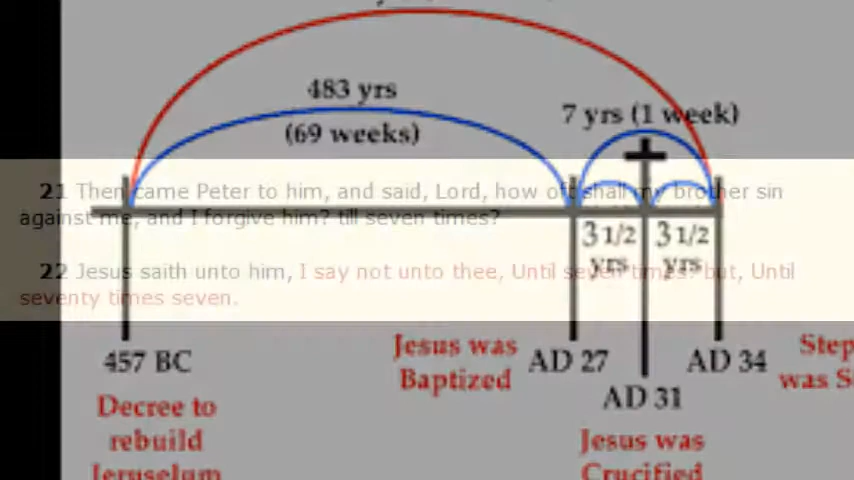 483 yrs
(69 weeks)
7 yrs (1 week)
21 Then came Peter to him, and said, Lord, how oft shall my brother sin
against me, and I forgive him? till seven times?
3 1/2
yrs
3 1/2
yrs
22 Jesus saith unto him, I say not unto thee, Until seven times: but, Until
seventy times seven.
457 BC
Decree to
rebuild
Jeruselum
Jesus was
Baptized
AD 27
AD 31
Jesus was
Crucified
AD 34
was